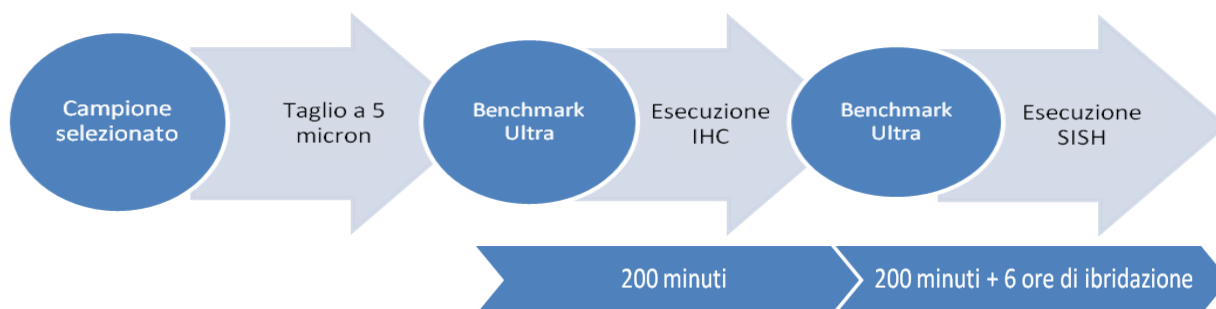 Campione
selezionato
Taglio a 5
micron
Benchmark
Ultra
Esecuzione
IHC
Benchmark
Ultra
Esecuzione
SISH
200 minuti
200 minuti + 6 ore di ibridazione